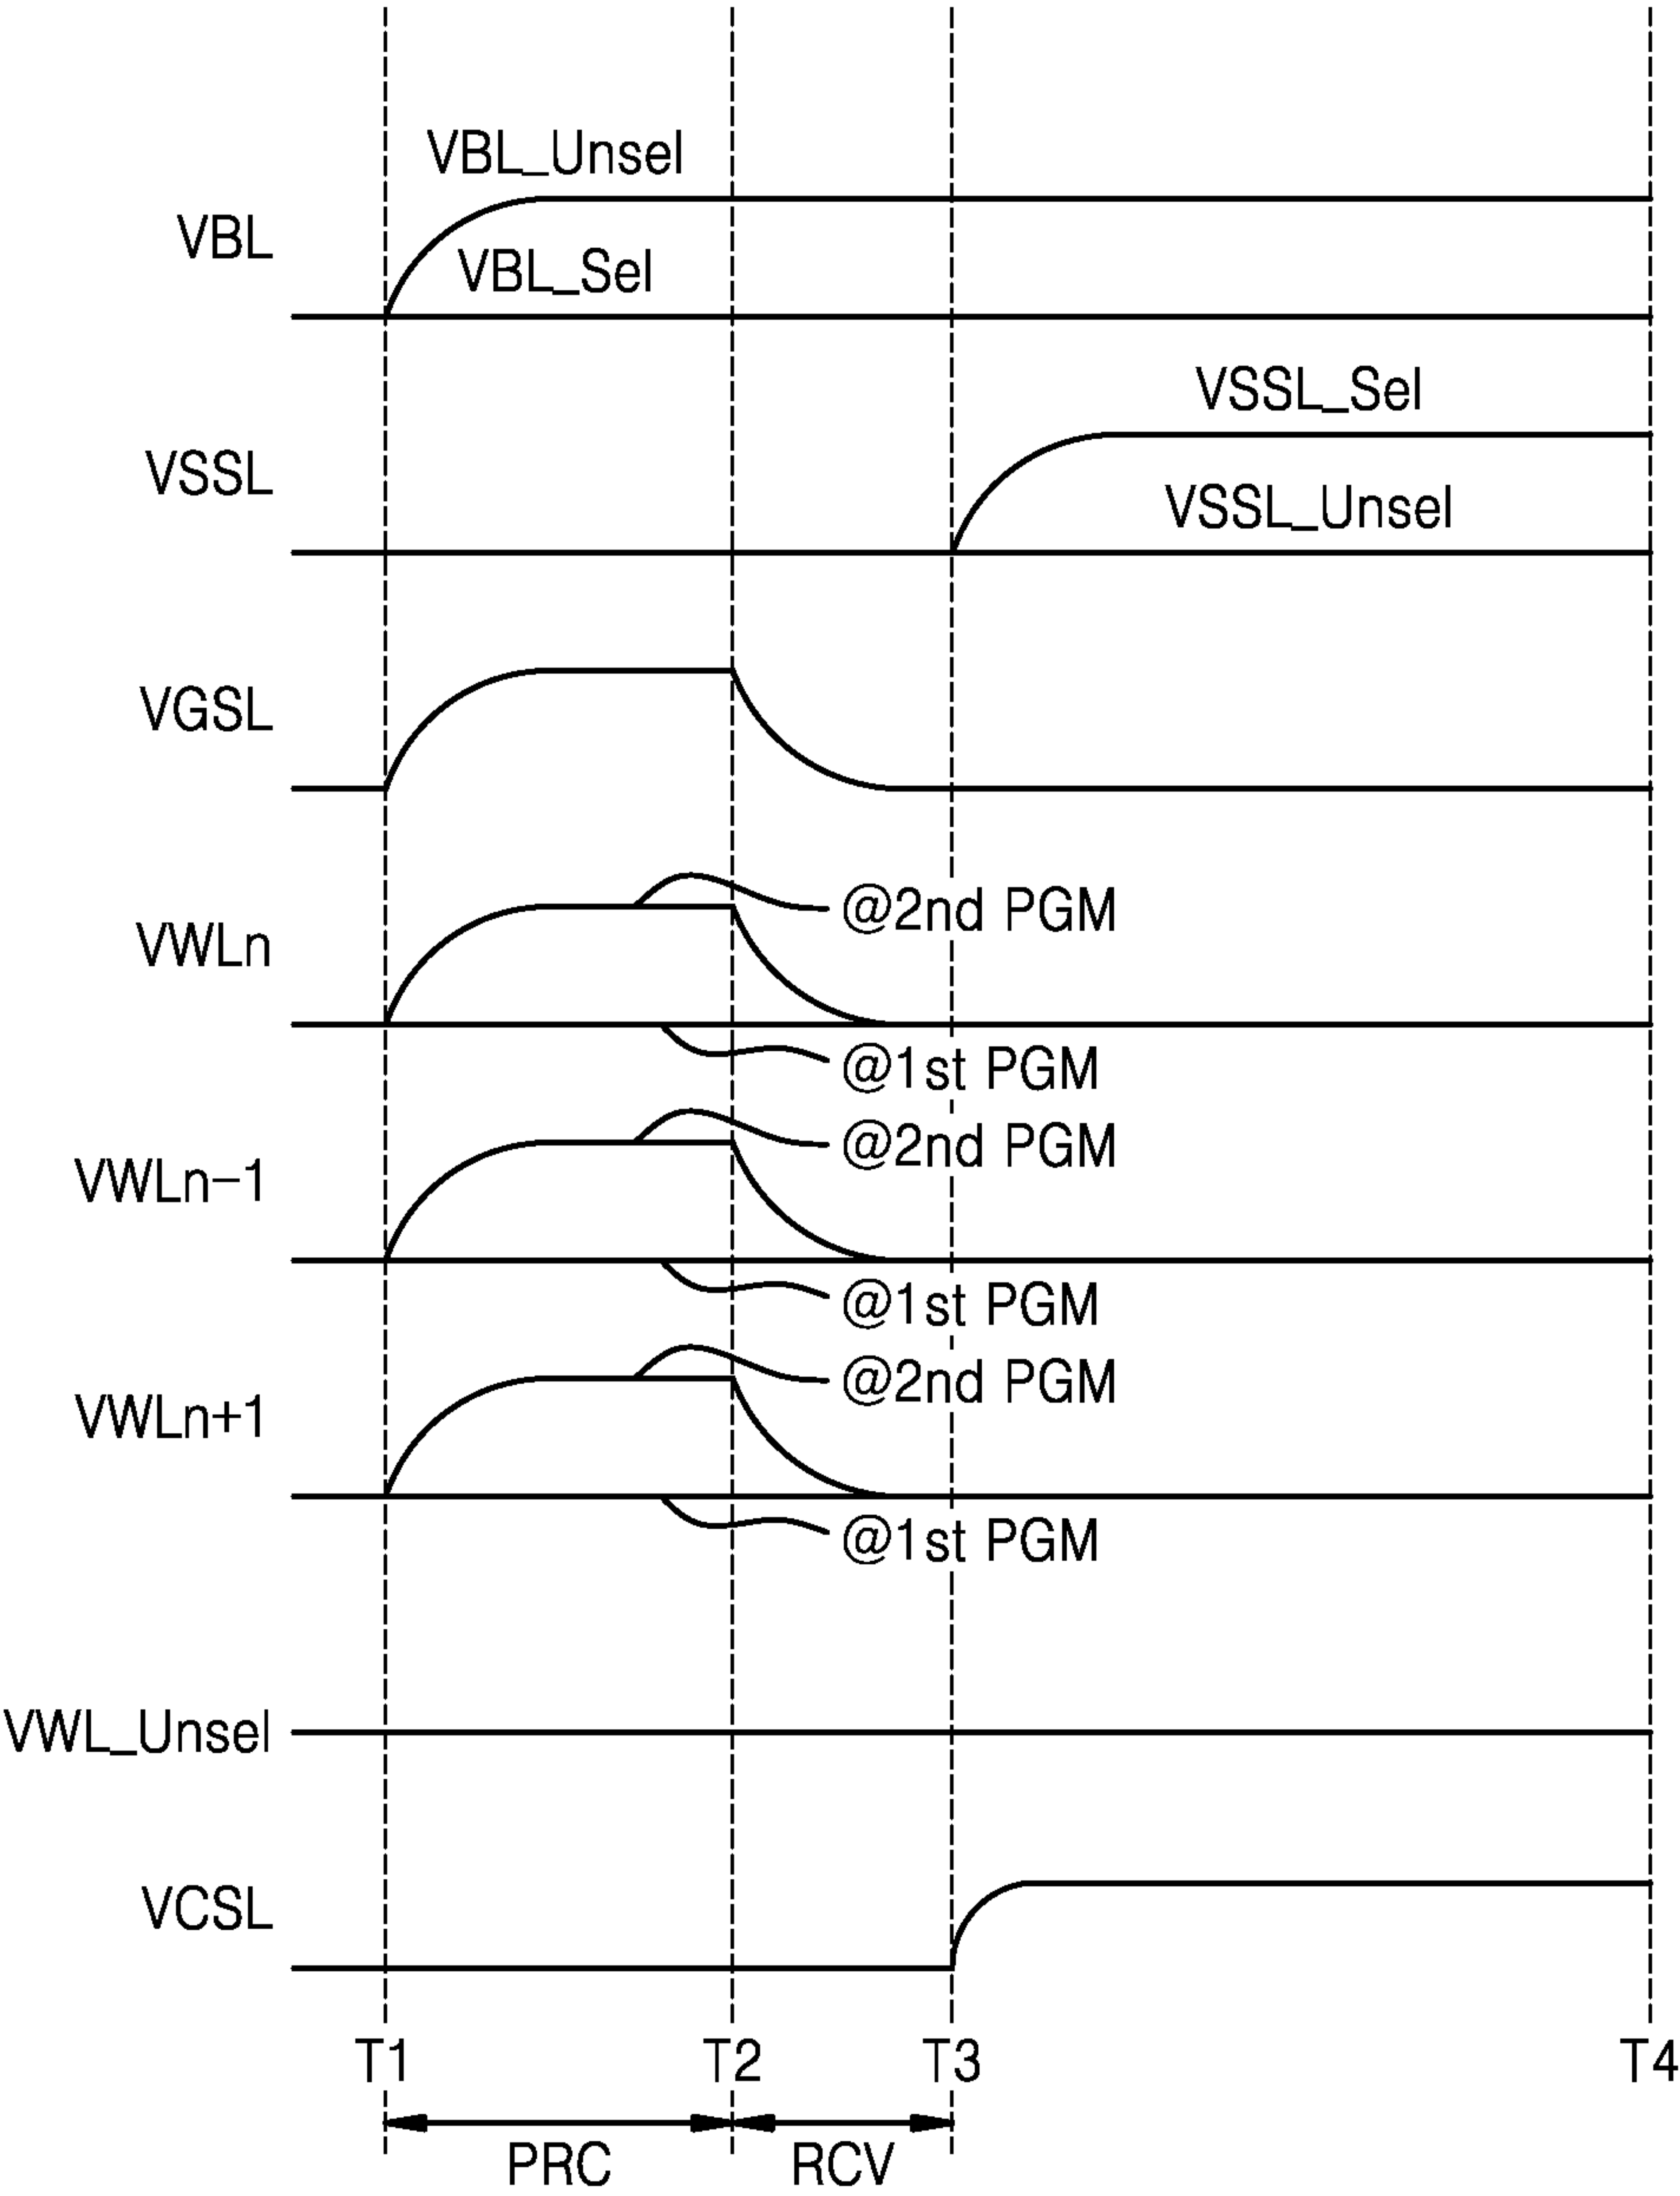 VBL_Unsel
VBL
VBL_Sel
VSSL_Sel
VSSL
VSSL_Unsel
VGSL
@2nd PGM
VWLn
@1st PGM
@2nd PGM
VWLn-1
@1st PGM
@2nd PGM
VWLn+1
@1st PGM
VWL_Unsel
VCSL
T1 T2 T3 T4
PRC RCV